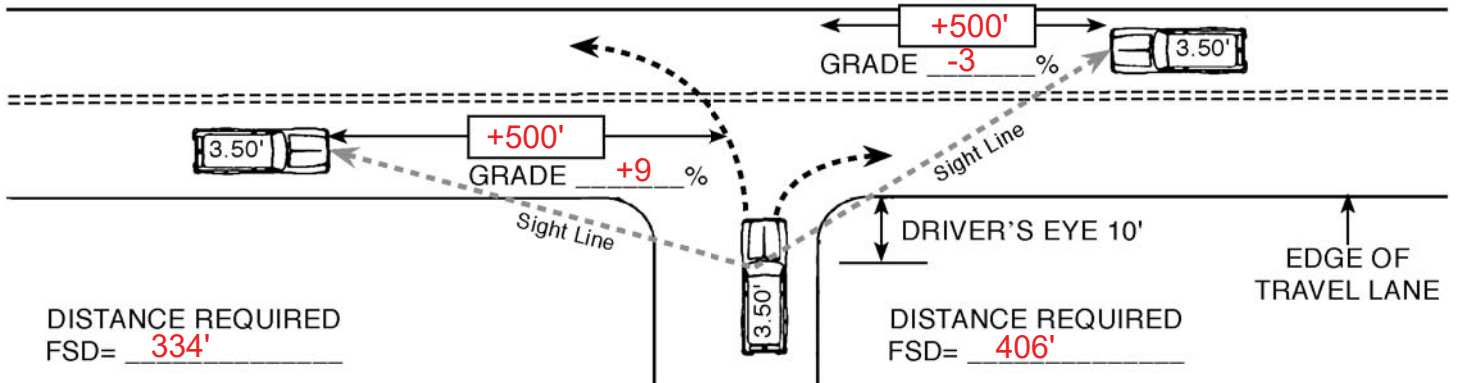 +500'
GRADE -3 %
3.50'
Sight Line
3.50'
+500'
GRADE +9 %
Sight Line
DRIVER'S EYE 10'
3.50'
EDGE OF
TRAVEL LANE
DISTANCE REQUIRED
FSD= 334'
DISTANCE REQUIRED
FSD= 406'